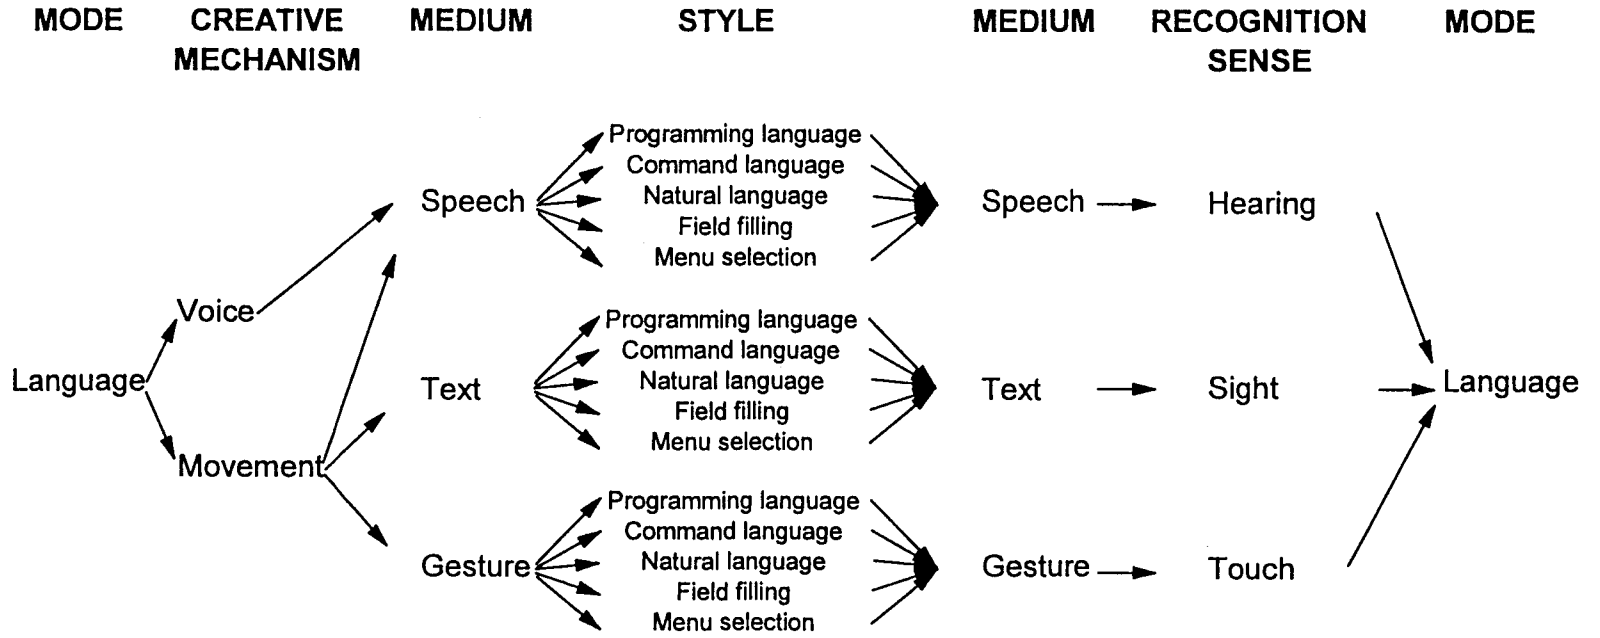 MODE CREATIVE MEDIUM STYLE MEDIUM RECOGNITION MODE
MECHANISM SENSE
Programming language
Command language
Speech Natural language Speech Hearing
Field filling
Menu selection
Voice
Programming language
Command language
Language Text Natural language Text Sight Language
Field filling
Menu selection
Movement
Programming language
Command language
Gesture Natural language Gesture Touch
Field filling
Menu selection